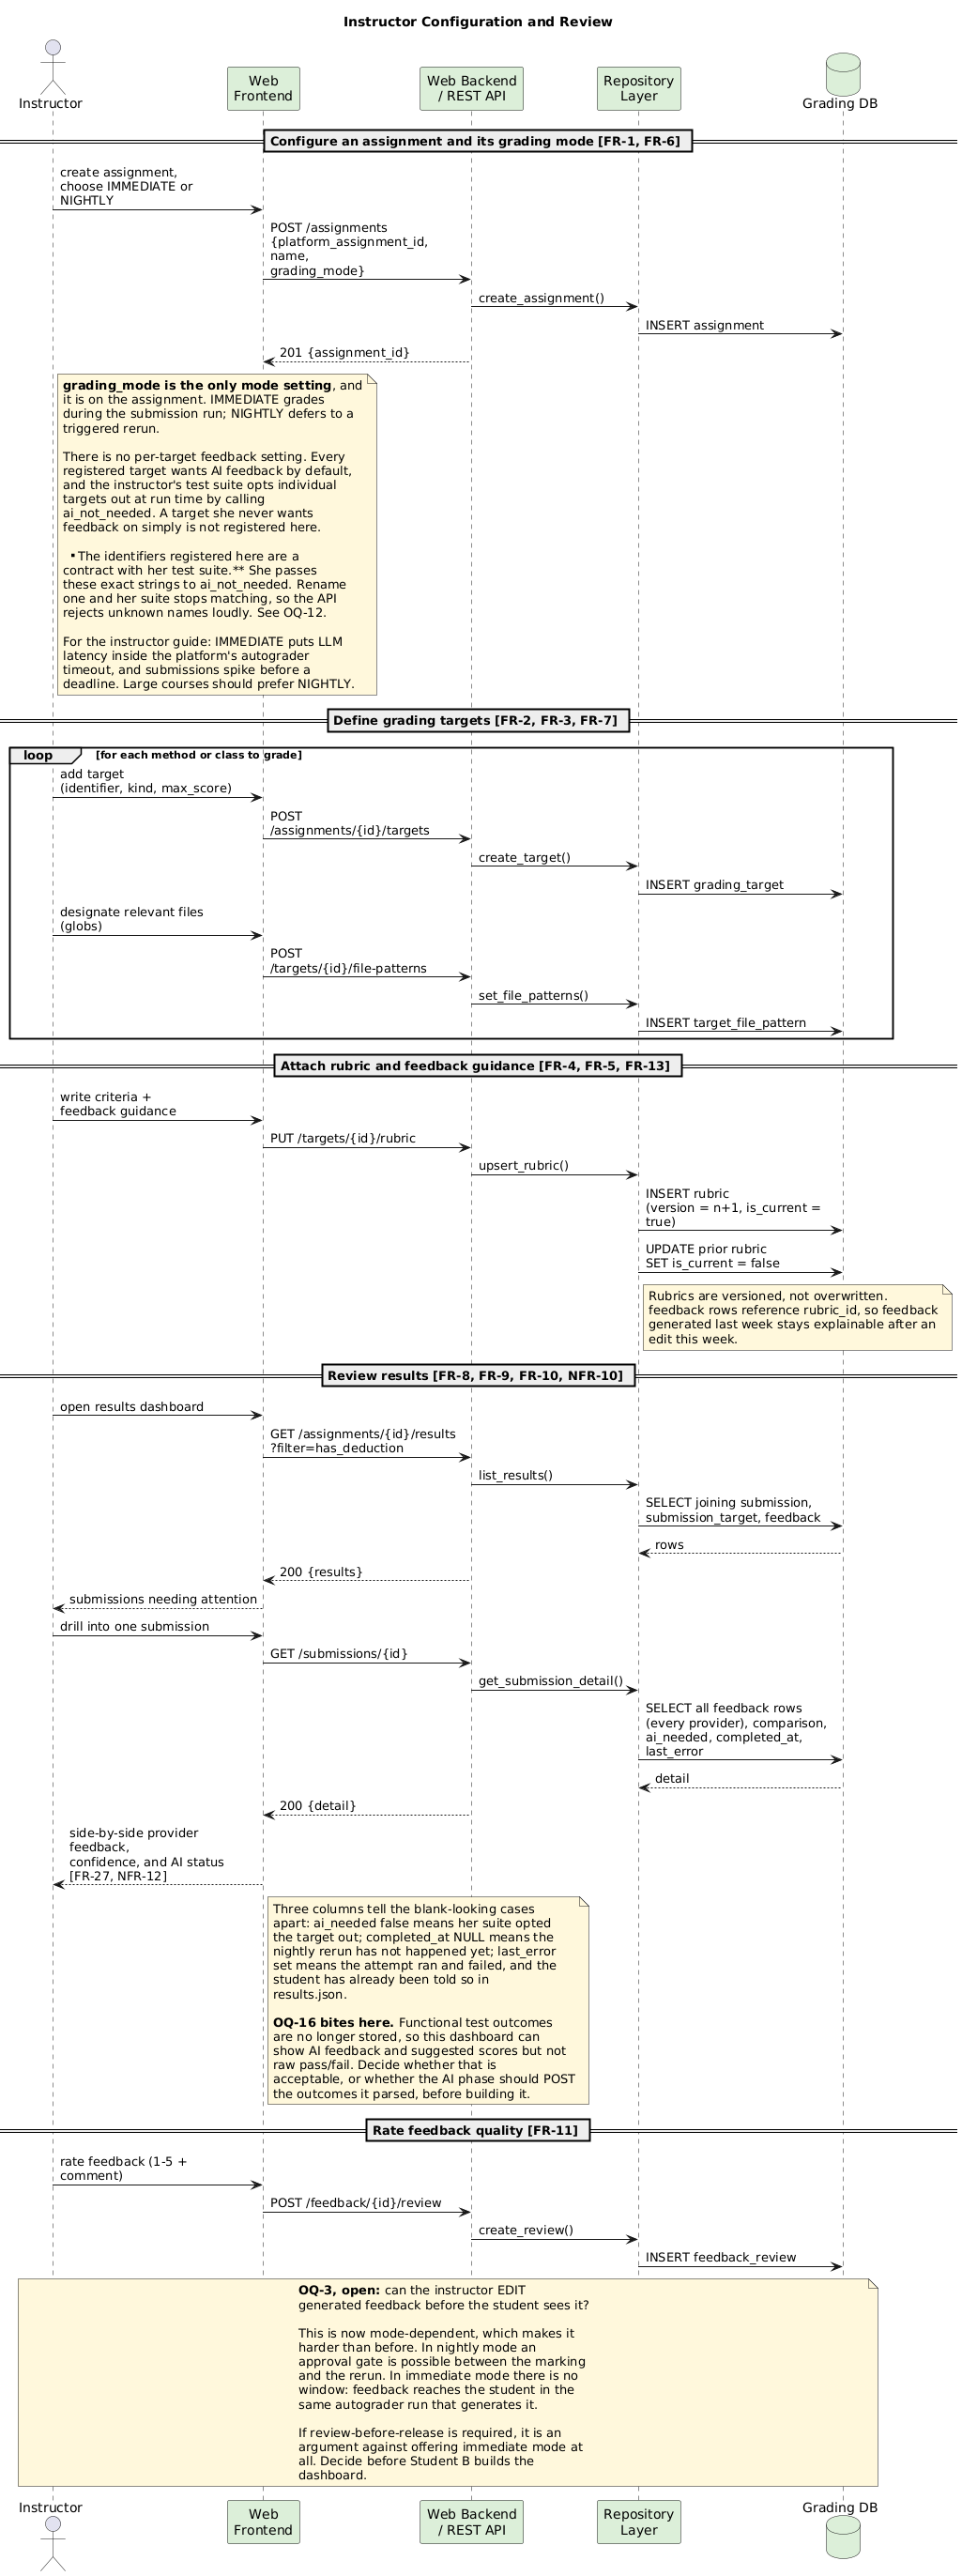 Instructor Configuration and Review
Instructor
Web
Frontend
Web Backend
/ REST API
Repository
Layer
Grading DB
Configure an assignment and its grading mode [FR-1, FR-6]
create assignment,
choose IMMEDIATE or
NIGHTLY
POST /assignments
{platform_assignment_id,
name,
grading_mode}
create_assignment()
INSERT assignment
201 {assignment_id}
grading_mode is the only mode setting, and
it is on the assignment. IMMEDIATE grades
during the submission run; NIGHTLY defers to a
triggered rerun.
There is no per-target feedback setting. Every
registered target wants AI feedback by default,
and the instructor's test suite opts individual
targets out at run time by calling
ai_not_needed. A target she never wants
feedback on simply is not registered here.
▪ The identifiers registered here are a
contract with her test suite.** She passes
these exact strings to ai_not_needed. Rename
one and her suite stops matching, so the API
rejects unknown names loudly. See OQ-12.
For the instructor guide: IMMEDIATE puts LLM
latency inside the platform's autograder
timeout, and submissions spike before a
deadline. Large courses should prefer NIGHTLY.
Define grading targets [FR-2, FR-3, FR-7]
loop [for each method or class to grade]
add target
(identifier, kind, max_score)
POST
/assignments/{id}/targets
create_target()
INSERT grading_target
designate relevant files
(globs)
POST
/targets/{id}/file-patterns
set_file_patterns()
INSERT target_file_pattern
Attach rubric and feedback guidance [FR-4, FR-5, FR-13]
write criteria +
feedback guidance
PUT /targets/{id}/rubric
upsert_rubric()
INSERT rubric
(version = n+1, is_current =
true)
UPDATE prior rubric
SET is_current = false
Rubrics are versioned, not overwritten.
feedback rows reference rubric_id, so feedback
generated last week stays explainable after an
edit this week.
Review results [FR-8, FR-9, FR-10, NFR-10]
open results dashboard
GET /assignments/{id}/results
?filter=has_deduction
list_results()
SELECT joining submission,
submission_target, feedback
rows
200 {results}
submissions needing attention
drill into one submission
GET /submissions/{id}
get_submission_detail()
SELECT all feedback rows
(every provider), comparison,
ai_needed, completed_at,
last_error
detail
200 {detail}
side-by-side provider
feedback,
confidence, and AI status
[FR-27, NFR-12]
Three columns tell the blank-looking cases
apart: ai_needed false means her suite opted
the target out; completed_at NULL means the
nightly rerun has not happened yet; last_error
set means the attempt ran and failed, and the
student has already been told so in
results.json.
OQ-16 bites here. Functional test outcomes
are no longer stored, so this dashboard can
show AI feedback and suggested scores but not
raw pass/fail. Decide whether that is
acceptable, or whether the AI phase should POST
the outcomes it parsed, before building it.
Rate feedback quality [FR-11]
rate feedback (1-5 +
comment)
POST /feedback/{id}/review
create_review()
INSERT feedback_review
OQ-3, open: can the instructor EDIT
generated feedback before the student sees it?
This is now mode-dependent, which makes it
harder than before. In nightly mode an
approval gate is possible between the marking
and the rerun. In immediate mode there is no
window: feedback reaches the student in the
same autograder run that generates it.
If review-before-release is required, it is an
argument against offering immediate mode at
all. Decide before Student B builds the
dashboard.
Instructor
Web
Frontend
Web Backend
/ REST API
Repository
Layer
Grading DB